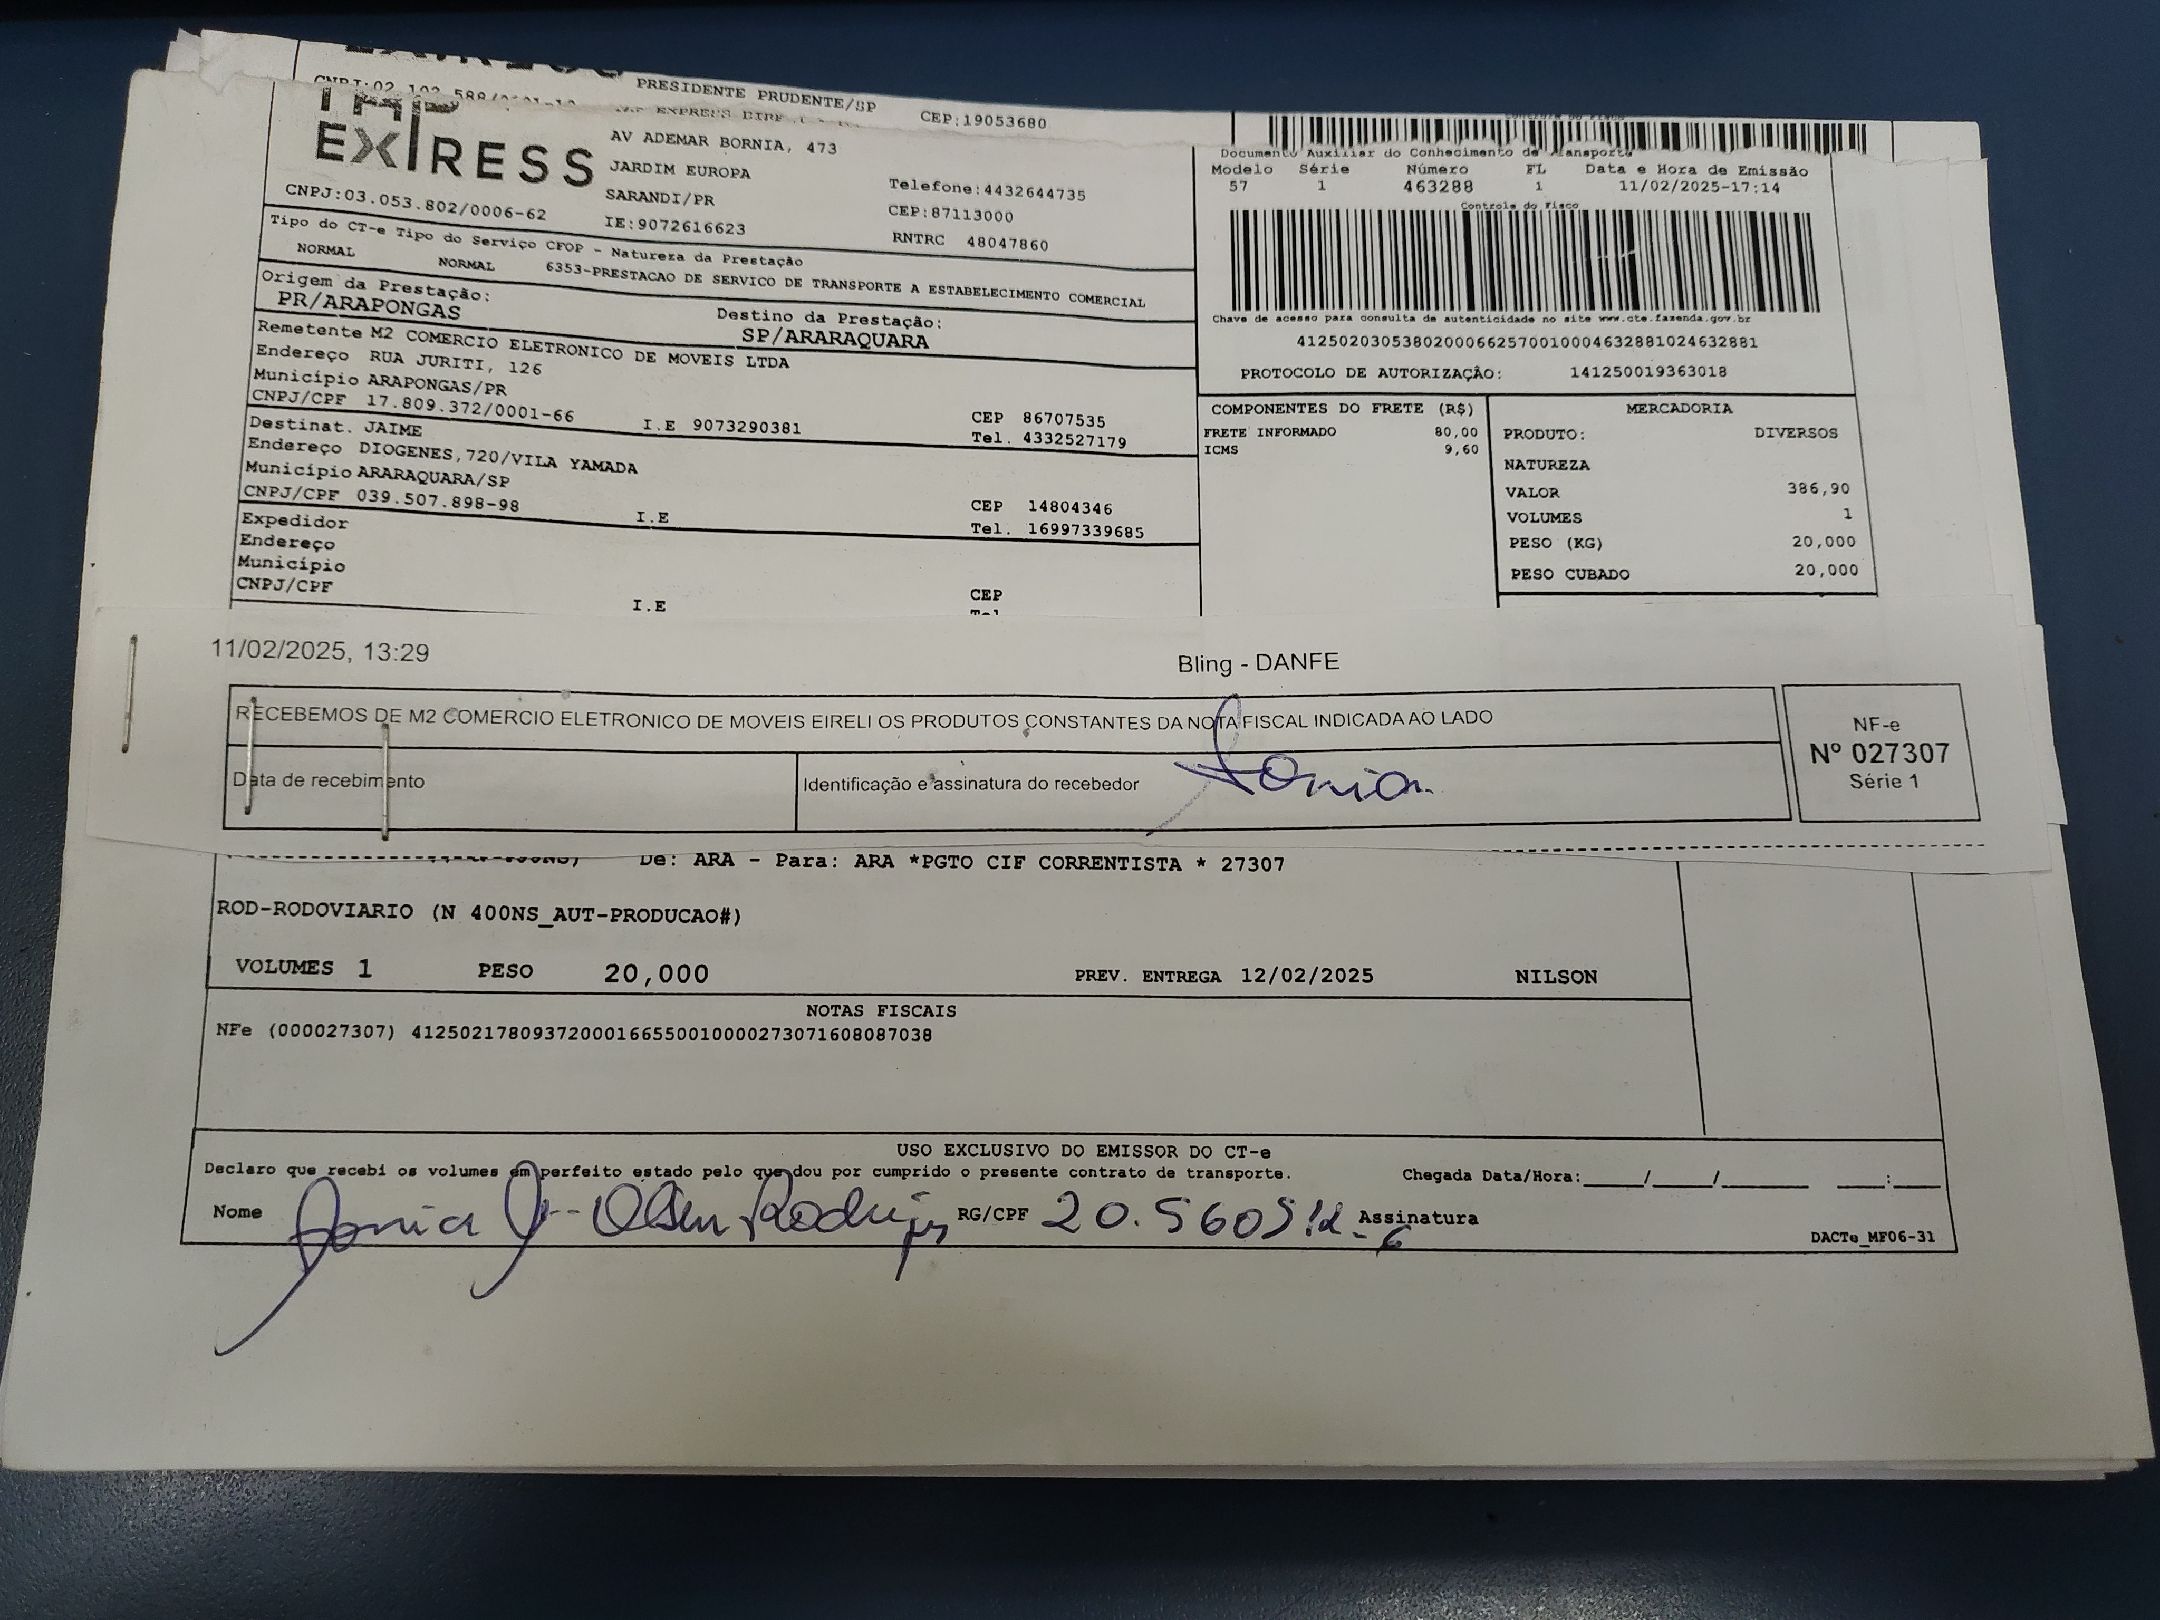 PRESIDENTE PRUDENTE/SP CEP:19053680
EXPRESS
AV ADEMAR BORNIA, 473
JARDIM EUROPA
SARANDI/PR
Telefone:4432644735
CEP:87113000
CNPJ:03.053.802/0006-62
IE:9072616623
RNTRC 48047860
Documento Auxiliar do Conhecimento de Transporte
Modelo Série Número FL Data e Hora de Emissão
57 1 463288 1 11/02/2025-17:14
Controle do Fisco
Chave de acesso para consulta de autenticidade no site www.cte.fazenda.gov.br
41250203053802000662570010004632881024632881
PROTOCOLO DE AUTORIZAÇÃO: 141250019363018
Tipo do CT-e Tipo do Serviço CFOP - Natureza da Prestação
NORMAL NORMAL 6353-PRESTACAO DE SERVICO DE TRANSPORTE A ESTABELECIMENTO COMERCIAL
Origem da Prestação: Destino da Prestação:
PR/ARAPONGAS SP/ARARAQUARA
Remetente M2 COMERCIO ELETRONICO DE MOVEIS LTDA
Endereço RUA JURITI, 126
Município ARAPONGAS/PR CEP 86707535
CNPJ/CPF 17.809.372/0001-66 I.E 9073290381 Tel. 4332527179
Destinat. JAIME
Endereço DIOGENES,720/VILA YAMADA
Município ARARAQUARA/SP CEP 14804346
CNPJ/CPF 039.507.898-98 I.E Tel. 16997339685
Expedidor
Endereço
Município CEP
CNPJ/CPF I.E
COMPONENTES DO FRETE (R$)
FRETE INFORMADO 80,00
ICMS 9,60
MERCADORIA
PRODUTO: DIVERSOS
NATUREZA
VALOR 386,90
VOLUMES 1
PESO (KG) 20,000
PESO CUBADO 20,000
11/02/2025, 13:29 Bling - DANFE
RECEBEMOS DE M2 COMERCIO ELETRONICO DE MOVEIS EIRELI OS PRODUTOS CONSTANTES DA NOTA FISCAL INDICADA AO LADO
Data de recebimento Identificação e assinatura do recebedor Sonia
NF-e
Nº 027307
Série 1
De: ARA - Para: ARA *PGTO CIF CORRENTISTA * 27307
ROD-RODOVIARIO (N 400NS_AUT-PRODUCAO#)
VOLUMES 1 PESO 20,000 PREV. ENTREGA 12/02/2025 NILSON
NOTAS FISCAIS
NFe (000027307) 41250217809372000166550010000273071608087038
USO EXCLUSIVO DO EMISSOR DO CT-e
Declaro que recebi os volumes em perfeito estado pelo que dou por cumprido o presente contrato de transporte. Chegada Data/Hora:____/____/______ ___:___
Nome Sonia Rodrigues RG/CPF Assinatura
DACTe_MF06-31